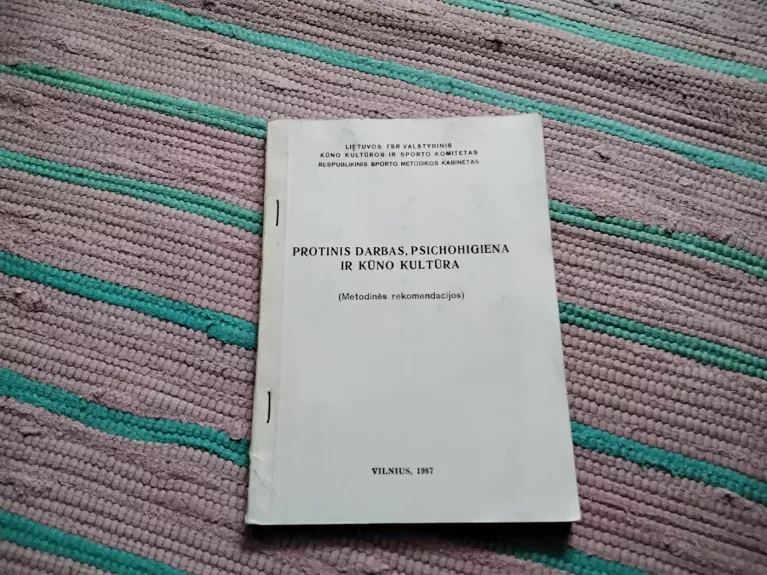 LIETUVOS TSR VALSTYBINIS
KŪNO KULTŪROS IR SPORTO KOMITETAS
RESPUBLIKINIS SPORTO METODIKOS KABINETAS
PROTINIS DARBAS, PSICHOHIGIENA
IR KŪNO KULTŪRA
(Metodinės rekomendacijos)
VILNIUS, 1987